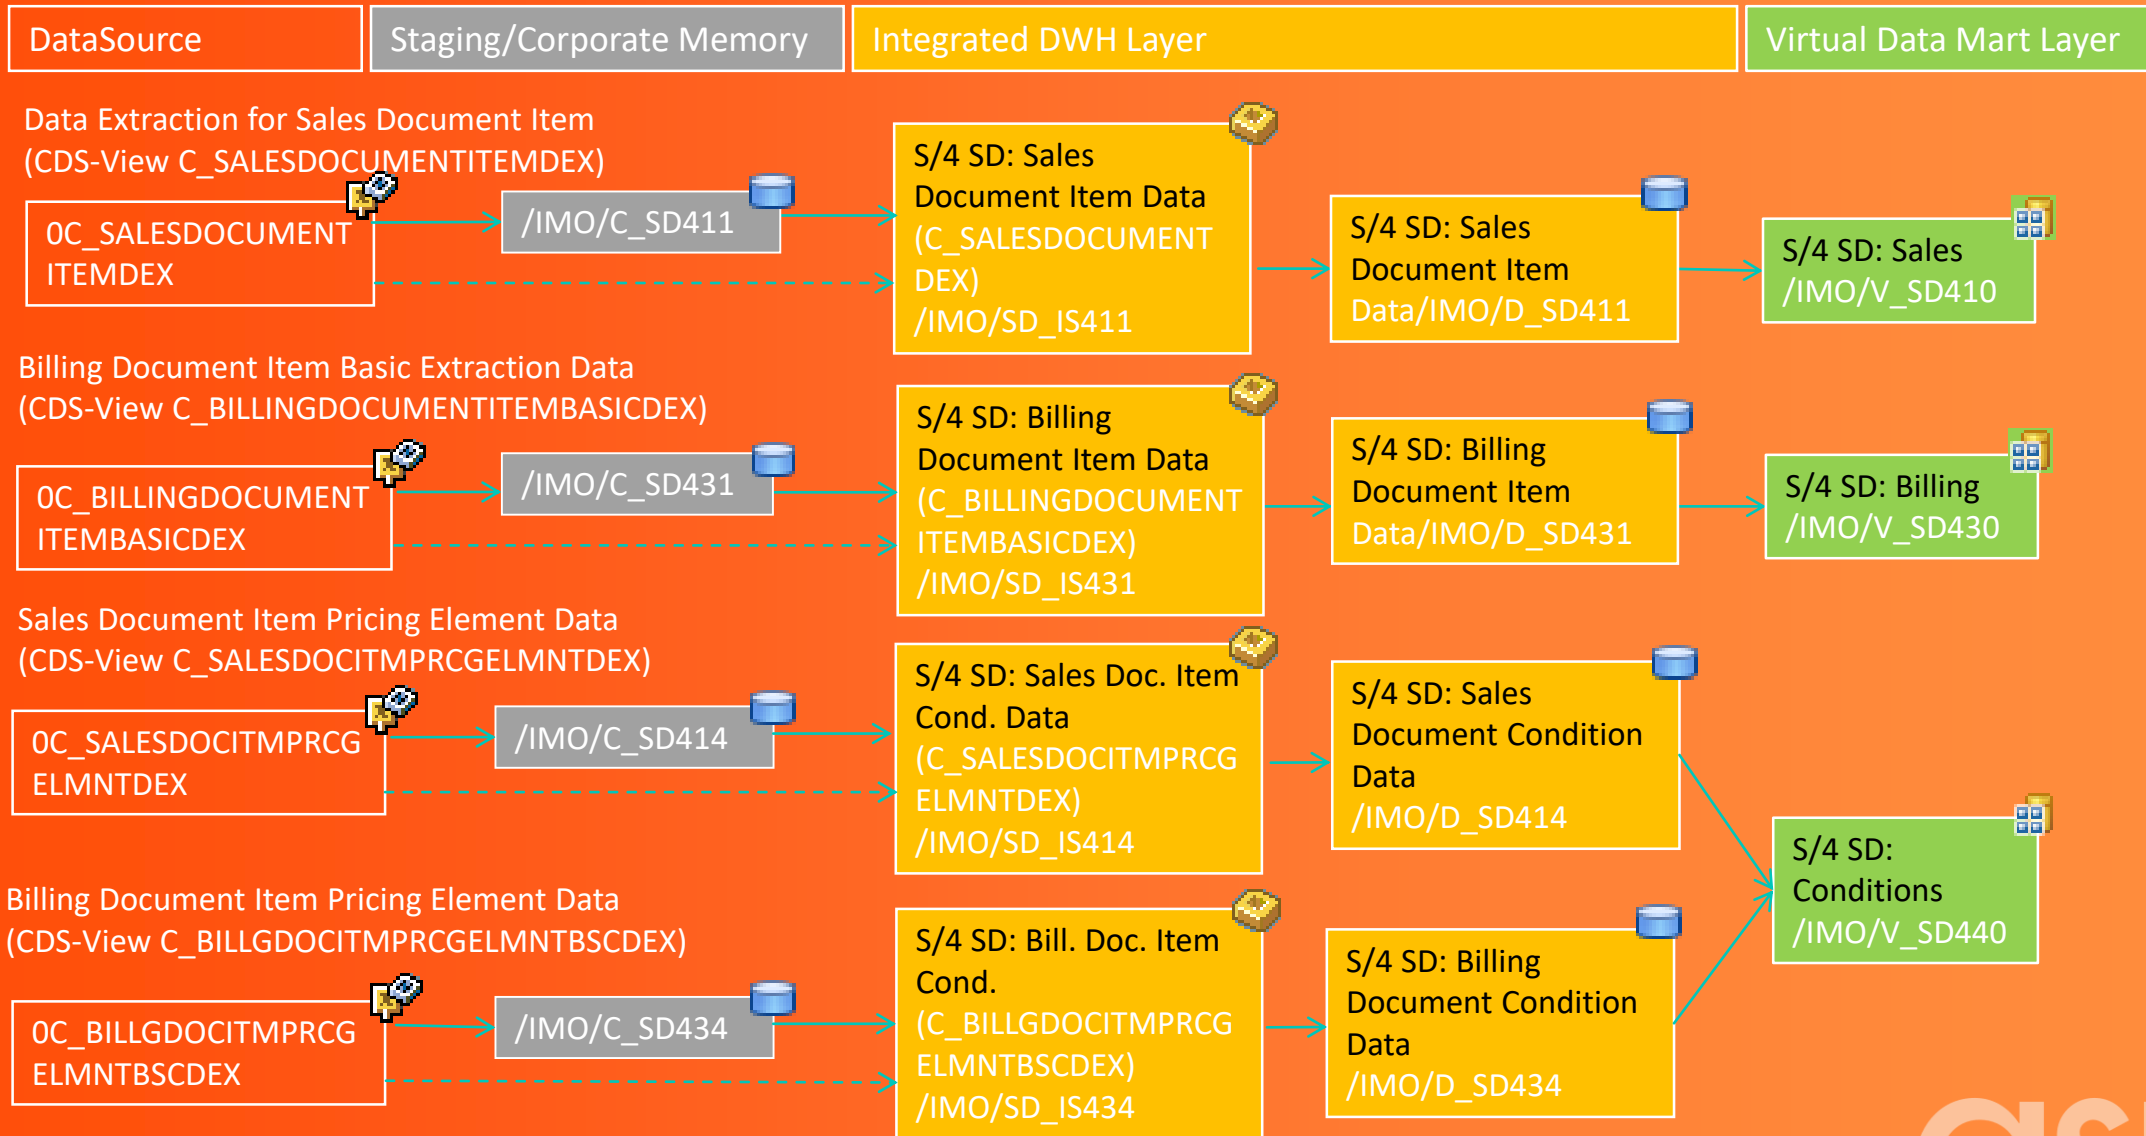 DataSource
Staging/Corporate Memory
Integrated DWH Layer
Virtual Data Mart Layer
Data Extraction for Sales Document Item
(CDS-View C_SALESDOCUMENTITEMDEX)
0C_SALESDOCUMENT
ITEMDEX
/IMO/C_SD411
S/4 SD: Sales
Document Item Data
(C_SALESDOCUMENT
DEX)
/IMO/SD_IS411
S/4 SD: Sales
Document Item
Data/IMO/D_SD411
S/4 SD: Sales
/IMO/V_SD410
Billing Document Item Basic Extraction Data
(CDS-View C_BILLINGDOCUMENTITEMBASICDEX)
0C_BILLINGDOCUMENT
ITEMBASICDEX
/IMO/C_SD431
S/4 SD: Billing
Document Item Data
(C_BILLINGDOCUMENT
ITEMBASICDEX)
/IMO/SD_IS431
S/4 SD: Billing
Document Item
Data/IMO/D_SD431
S/4 SD: Billing
/IMO/V_SD430
Sales Document Item Pricing Element Data
(CDS-View C_SALESDOCITMPRCGELMNTDEX)
0C_SALESDOCITMPRCG
ELMNTDEX
/IMO/C_SD414
S/4 SD: Sales Doc. Item
Cond. Data
(C_SALESDOCITMPRCG
ELMNTDEX)
/IMO/SD_IS414
S/4 SD: Sales
Document Condition
Data
/IMO/D_SD414
S/4 SD:
Conditions
/IMO/V_SD440
Billing Document Item Pricing Element Data
(CDS-View C_BILLGDOCITMPRCGELMNTBSCDEX)
0C_BILLGDOCITMPRCG
ELMNTBSCDEX
/IMO/C_SD434
S/4 SD: Bill. Doc. Item
Cond.
(C_BILLGDOCITMPRCG
ELMNTBSCDEX)
/IMO/SD_IS434
S/4 SD: Billing
Document Condition
Data
/IMO/D_SD434